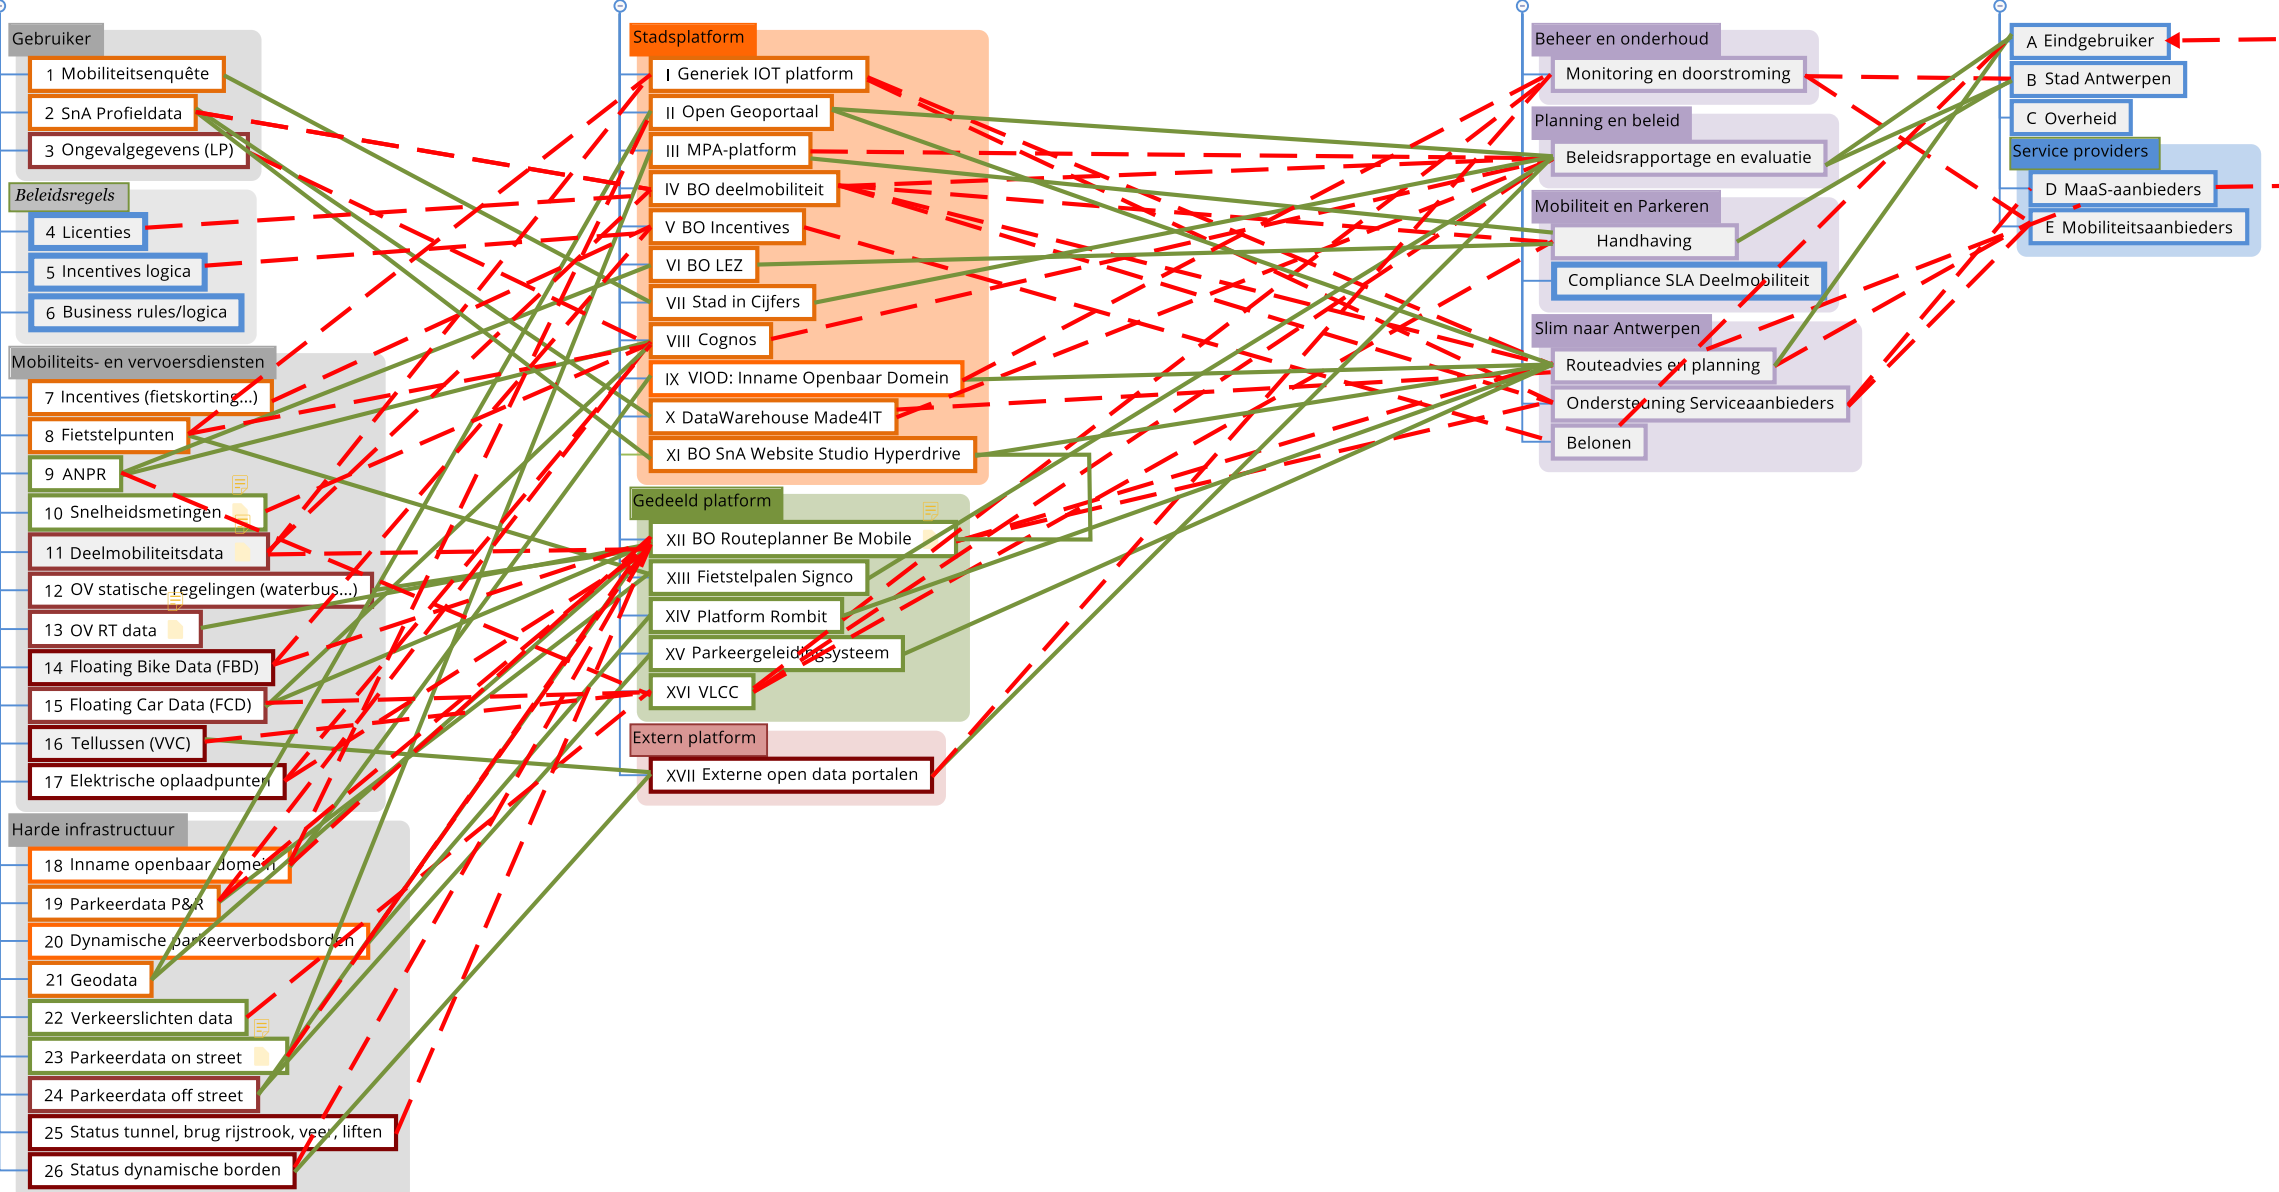 Gebruiker
1 Mobiliteitsenquête
2 SnA Profieldata
3 Ongevalgegevens (LP)
Beleidsregels
4 Licenties
5 Incentives logica
6 Business rules/logica
Mobiliteits- en vervoersdiensten
7 Incentives (fietskorting...)
8 Fietstelpunten
9 ANPR
10 Snelheidsmetingen
11 Deelmobiliteitsdata
12 OV statische regelingen (waterbus...)
13 OV RT data
14 Floating Bike Data (FBD)
15 Floating Car Data (FCD)
16 Tellussen (VVC)
17 Elektrische oplaadpunten
Harde infrastructuur
18 Inname openbaar domein
19 Parkeerdata P&R
20 Dynamische parkeerverbodsborden
21 Geodata
22 Verkeerslichten data
23 Parkeerdata on street
24 Parkeerdata off street
25 Status tunnel, brug rijstrook, veer, liften
26 Status dynamische borden
Stadsplatform
I Generiek IOT platform
II Open Geoportaal
III MPA-platform
IV BO deelmobiliteit
V BO Incentives
VI BO LEZ
VII Stad in Cijfers
VIII Cognos
IX VIOD: Inname Openbaar Domein
X DataWarehouse Made4IT
XI BO SnA Website Studio Hyperdrive
Gedeeld platform
XII BO Routeplanner Be Mobile
XIII Fietstelpalen Signco
XIV Platform Rombit
XV Parkeergeleidingsysteem
XVI VLCC
Extern platform
XVII Externe open data portalen
Beheer en onderhoud
Monitoring en doorstroming
Planning en beleid
Beleidsrapportage en evaluatie
Mobiliteit en Parkeren
Handhaving
Compliance SLA Deelmobiliteit
Slim naar Antwerpen
Routeadvies en planning
Ondersteuning Serviceaanbieders
Belonen
A Eindgebruiker
B Stad Antwerpen
C Overheid
Service providers
D MaaS-aanbieders
E Mobiliteitsaanbieders